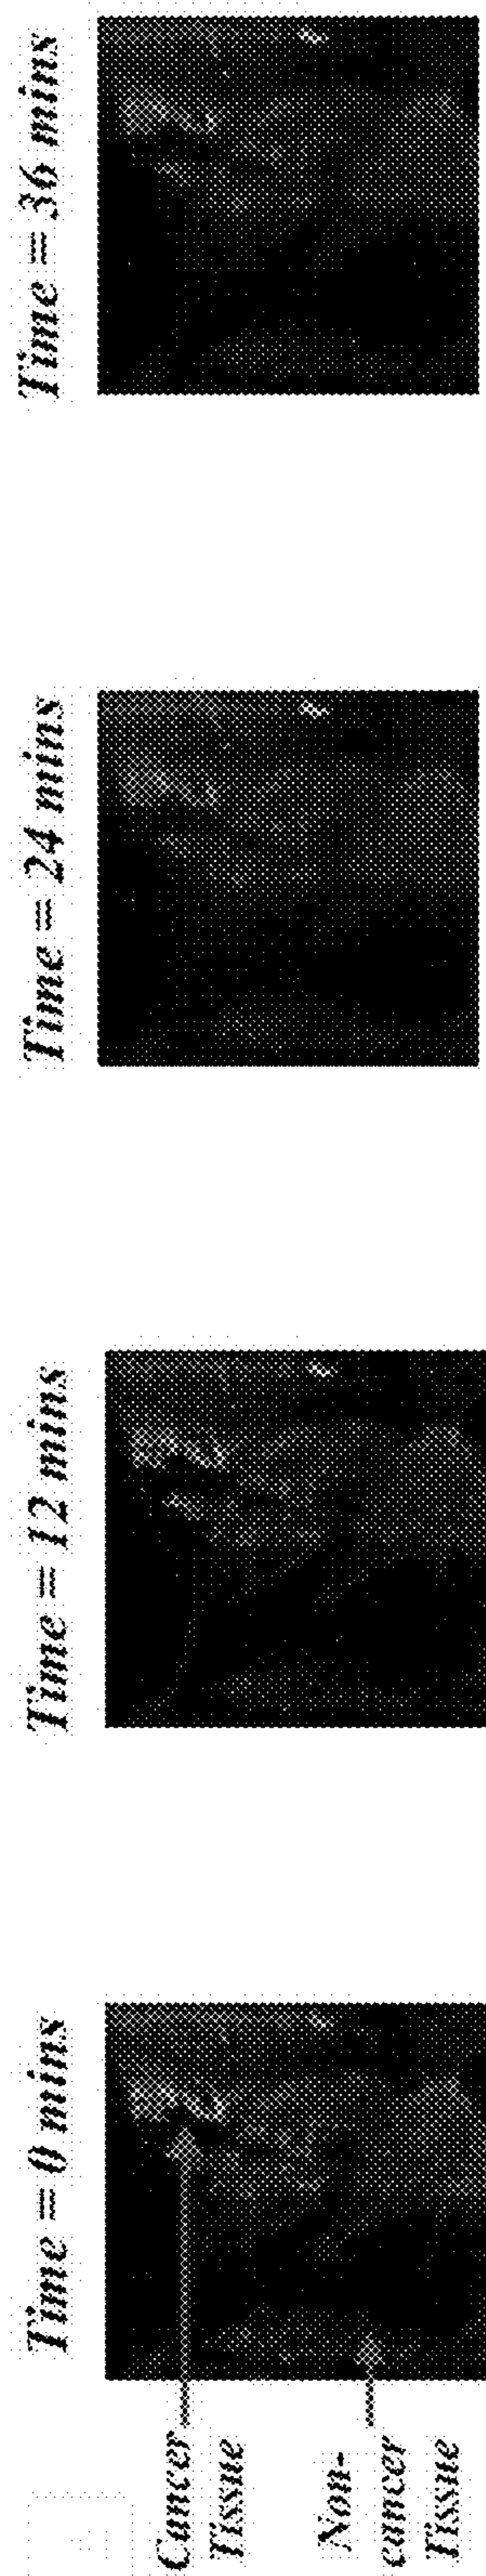 Time = 0 mins
Time = 12 mins
Time = 24 mins
Time = 36 mins
Cancer
Tissue
Non-
cancer
Tissue